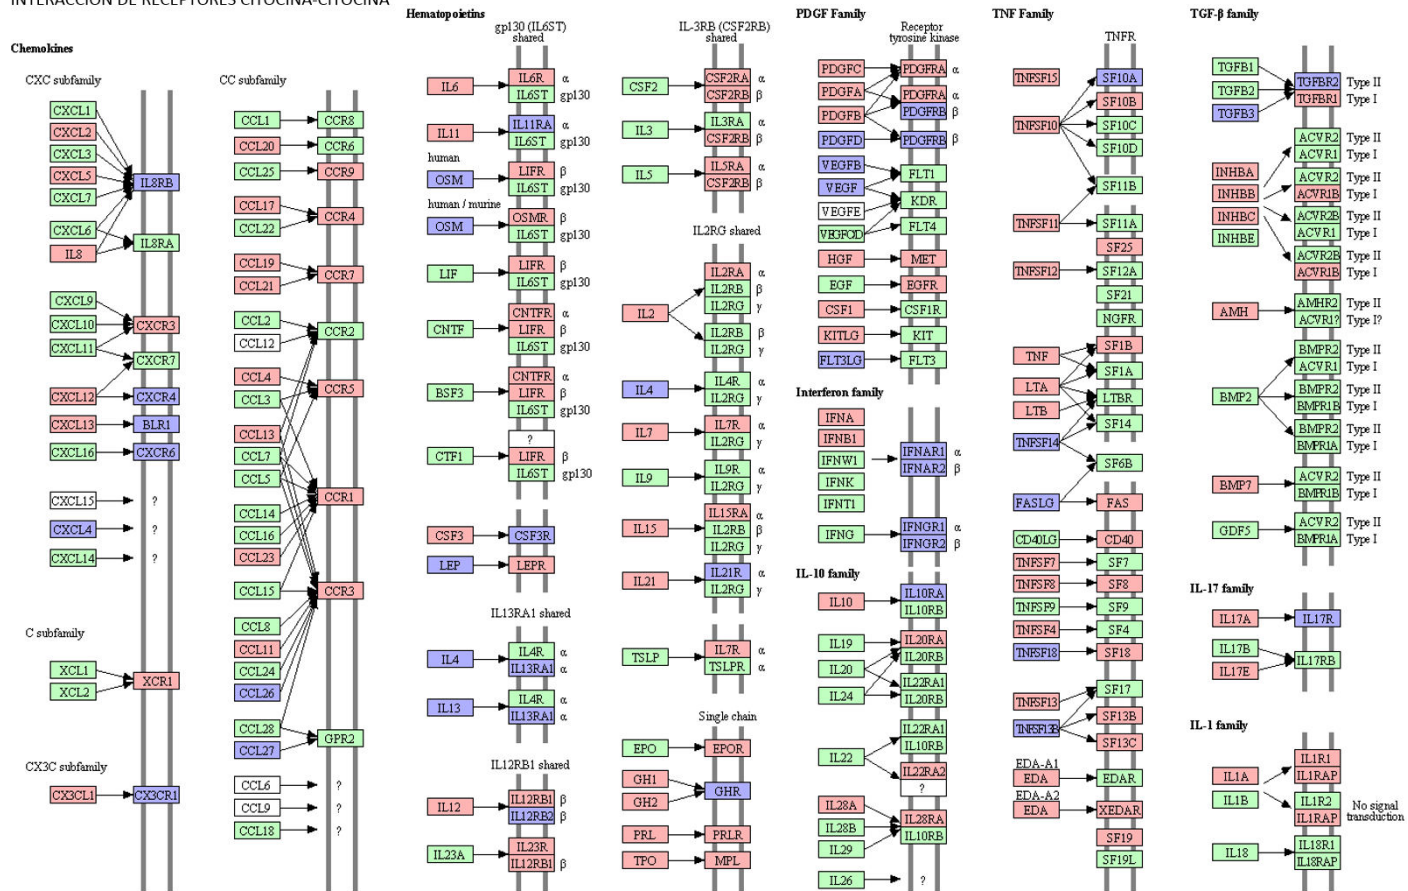 INTERACCIÓN DE RECEPTORES CITOCINA-CITOCINA
Chemokines
CXC subfamily
CXCL1
CXCL2
CXCL3
CXCL5
CXCL7
CXCL6
IL8
IL8RB
IL8RA
CXCL9
CXCL10
CXCL11
CXCR3
CXCR7
CXCL12
CXCR4
CXCL13
BLR1
CXCL16
CXCR6
CXCL15
?
CXCL4
?
CXCL14
?
C subfamily
XCL1
XCL2
XCR1
CX3C subfamily
CX3CL1
CX3CR1
CC subfamily
CCL1
CCR8
CCL20
CCR6
CCL25
CCR9
CCL17
CCL22
CCR4
CCL19
CCL21
CCR7
CCL2
CCL12
CCR2
CCL4
CCL3
CCR5
CCL13
CCL7
CCL5
CCR1
CCL14
CCL16
CCL23
CCL15
CCR3
CCL8
CCL11
CCL24
CCL26
CCL28
CCL27
GPR2
CCL6
?
CCL9
?
CCL18
?
Hematopoietins
gp130 (IL6ST)
shared
IL6
IL6R α
IL6ST gp130
IL11
IL11RA α
IL6ST gp130
human
OSM
LIFR β
IL6ST gp130
human / murine
OSM
OSMR β
IL6ST gp130
LIF
LIFR β
IL6ST gp130
CNTF
CNTFR α
LIFR β
IL6ST gp130
BSF3
CNTFR α
LIFR β
IL6ST gp130
CTF1
?
LIFR β
IL6ST gp130
CSF3
CSF3R
LEP
LEPR
IL13RA1 shared
IL4
IL4R α
IL13RA1 α
IL13
IL4R α
IL13RA1 α
IL12RB1 shared
IL12
IL12RB1 β
IL12RB2 β
IL23A
IL23R
IL12RB1 β
IL-3RB (CSF2RB)
shared
CSF2
CSF2RA α
CSF2RB β
IL3
IL3RA α
CSF2RB β
IL5
IL5RA α
CSF2RB β
IL2RG shared
IL2
IL2RA α
IL2RB β
IL2RG γ
IL2RB β
IL2RG γ
IL4
IL4R α
IL2RG γ
IL7
IL7R α
IL2RG γ
IL9
IL9R α
IL2RG γ
IL15
IL15RA α
IL2RB β
IL2RG γ
IL21
IL21R α
IL2RG γ
TSLP
IL7R α
TSLPR α
Single chain
EPO
EPOR
GH1
GH2
GHR
PRL
PRLR
TPO
MPL
PDGF Family
Receptor
tyrosine kinase
PDGFC
PDGFRA α
PDGFA
PDGFRA α
PDGFB
PDGFRB β
PDGFD
PDGFRB β
VEGFB
FLT1
VEGF
VEGFE
KDR
VEGFC/D
FLT4
HGF
MET
EGF
EGFR
CSF1
CSF1R
KITLG
KIT
FLT3LG
FLT3
Interferon family
IFNA
IFNB1
IFNW1
IFNK
IFNT1
IFNAR1 α
IFNAR2 β
IFNG
IFNGR1 α
IFNGR2 β
IL-10 family
IL10
IL10RA
IL10RB
IL19
IL20RA
IL20RB
IL20
IL24
IL22RA1
IL20RB
IL22
IL22RA1
IL10RB
IL22RA2
?
IL28A
IL28B
IL29
IL28RA
IL10RB
IL26
?
TNF Family
TNFR
TNFSF15
SF10A
SF10B
TNFSF10
SF10C
SF10D
SF11B
TNFSF11
SF11A
SF25
TNFSF12
SF12A
SF21
NGFR
TNF
SF1B
SF1A
LTA
LTBR
LTB
SF14
TNFSF14
SF6B
FASLG
FAS
CD40LG
CD40
TNFSF7
SF7
TNFSF8
SF8
TNFSF9
SF9
TNFSF4
SF4
TNFSF18
SF18
TNFSF13
SF17
TNFSF13B
SF13B
SF13C
EDA-A1
EDA
EDAR
EDA-A2
EDA
XEDAR
SF19
SF19L
TGF-β family
TGFB1
TGFB2
TGFB3
TGFBR2 Type II
TGFBR1 Type I
INHBA
INHBB
INHBC
INHBE
ACVR2 Type II
ACVR1 Type I
ACVR2 Type II
ACVR1B Type I
ACVR2B Type II
ACVR1 Type I
ACVR2B Type II
ACVR1B Type I
AMH
AMHR2 Type II
ACVR1? Type I?
BMP2
BMPR2 Type II
ACVR1 Type I
BMPR2 Type II
BMPR1B Type I
BMPR2 Type II
BMPR1A Type I
BMP7
ACVR2 Type II
BMPR1B Type I
GDF5
ACVR2 Type II
BMPR1A Type I
IL-17 family
IL17A
IL17R
IL17B
IL17E
IL17RB
IL-1 family
IL1A
IL1B
IL1R1
IL1RAP
IL1R2
IL1RAP
No signal
transduction
IL18
IL18R1
IL18RAP